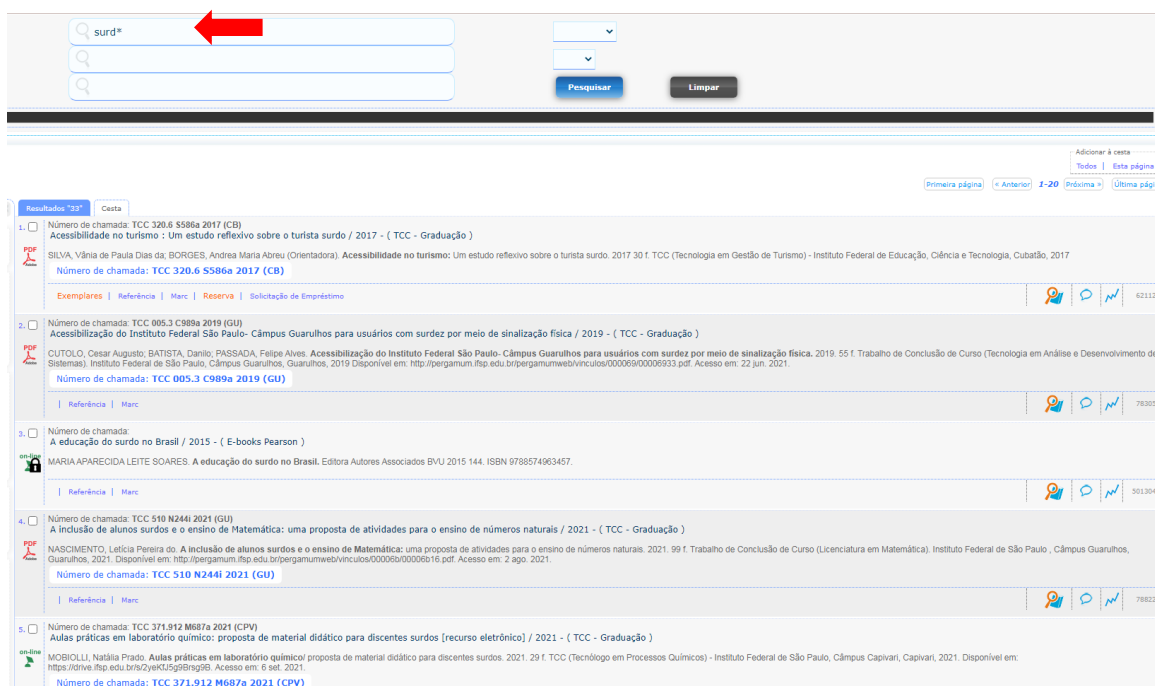 surd*
Pesquisar Limpar
Adicionar à cesta
Todos | Esta página
Primeira página « Anterior 1-20 Próxima » Última pági
Resultados "33" Cesta
1. Número de chamada: TCC 320.6 S586a 2017 (CB)
Acessibilidade no turismo : Um estudo reflexivo sobre o turista surdo / 2017 - ( TCC - Graduação )
PDF
Adobe
SILVA, Vânia de Paula Dias da; BORGES, Andrea Maria Abreu (Orientadora). Acessibilidade no turismo: Um estudo reflexivo sobre o turista surdo. 2017 30 f. TCC (Tecnologia em Gestão de Turismo) - Instituto Federal de Educação, Ciência e Tecnologia, Cubatão, 2017
Número de chamada: TCC 320.6 S586a 2017 (CB)
Exemplares | Referência | Marc | Reserva | Solicitação de Empréstimo 62112
2. Número de chamada: TCC 005.3 C989a 2019 (GU)
Acessibilização do Instituto Federal São Paulo- Câmpus Guarulhos para usuários com surdez por meio de sinalização física / 2019 - ( TCC - Graduação )
PDF
Adobe
CUTOLO, Cesar Augusto; BATISTA, Danilo; PASSADA, Felipe Alves. Acessibilização do Instituto Federal São Paulo- Câmpus Guarulhos para usuários com surdez por meio de sinalização física. 2019. 55 f. Trabalho de Conclusão de Curso (Tecnologia em Análise e Desenvolvimento de
Sistemas). Instituto Federal de São Paulo, Câmpus Guarulhos, Guarulhos, 2019 Disponível em: http://pergamum.ifsp.edu.br/pergamumweb/vinculos/000069/00006933.pdf. Acesso em: 22 jun. 2021.
Número de chamada: TCC 005.3 C989a 2019 (GU)
| Referência | Marc 78305
3. Número de chamada:
A educação do surdo no Brasil / 2015 - ( E-books Pearson )
on-line
MARIA APARECIDA LEITE SOARES. A educação do surdo no Brasil. Editora Autores Associados BVU 2015 144. ISBN 9788574963457.
| Referência | Marc 501304
4. Número de chamada: TCC 510 N244i 2021 (GU)
A inclusão de alunos surdos e o ensino de Matemática: uma proposta de atividades para o ensino de números naturais / 2021 - ( TCC - Graduação )
PDF
Adobe
NASCIMENTO, Letícia Pereira do. A inclusão de alunos surdos e o ensino de Matemática: uma proposta de atividades para o ensino de números naturais. 2021. 99 f. Trabalho de Conclusão de Curso (Licenciatura em Matemática). Instituto Federal de São Paulo , Câmpus Guarulhos,
Guarulhos, 2021. Disponível em: http://pergamum.ifsp.edu.br/pergamumweb/vinculos/00006b/00006b16.pdf. Acesso em: 2 ago. 2021.
Número de chamada: TCC 510 N244i 2021 (GU)
| Referência | Marc 78822
5. Número de chamada: TCC 371.912 M687a 2021 (CPV)
Aulas práticas em laboratório químico: proposta de material didático para discentes surdos [recurso eletrônico] / 2021 - ( TCC - Graduação )
on-line
MOBIOLLI, Natália Prado. Aulas práticas em laboratório químico/ proposta de material didático para discentes surdos. 2021. 29 f. TCC (Tecnólogo em Processos Químicos) - Instituto Federal de São Paulo, Câmpus Capivari, Capivari, 2021. Disponível em:
https://drive.ifsp.edu.br/s/2yeKfJ5g9Brsg9B. Acesso em: 6 set. 2021.
Número de chamada: TCC 371.912 M687a 2021 (CPV)